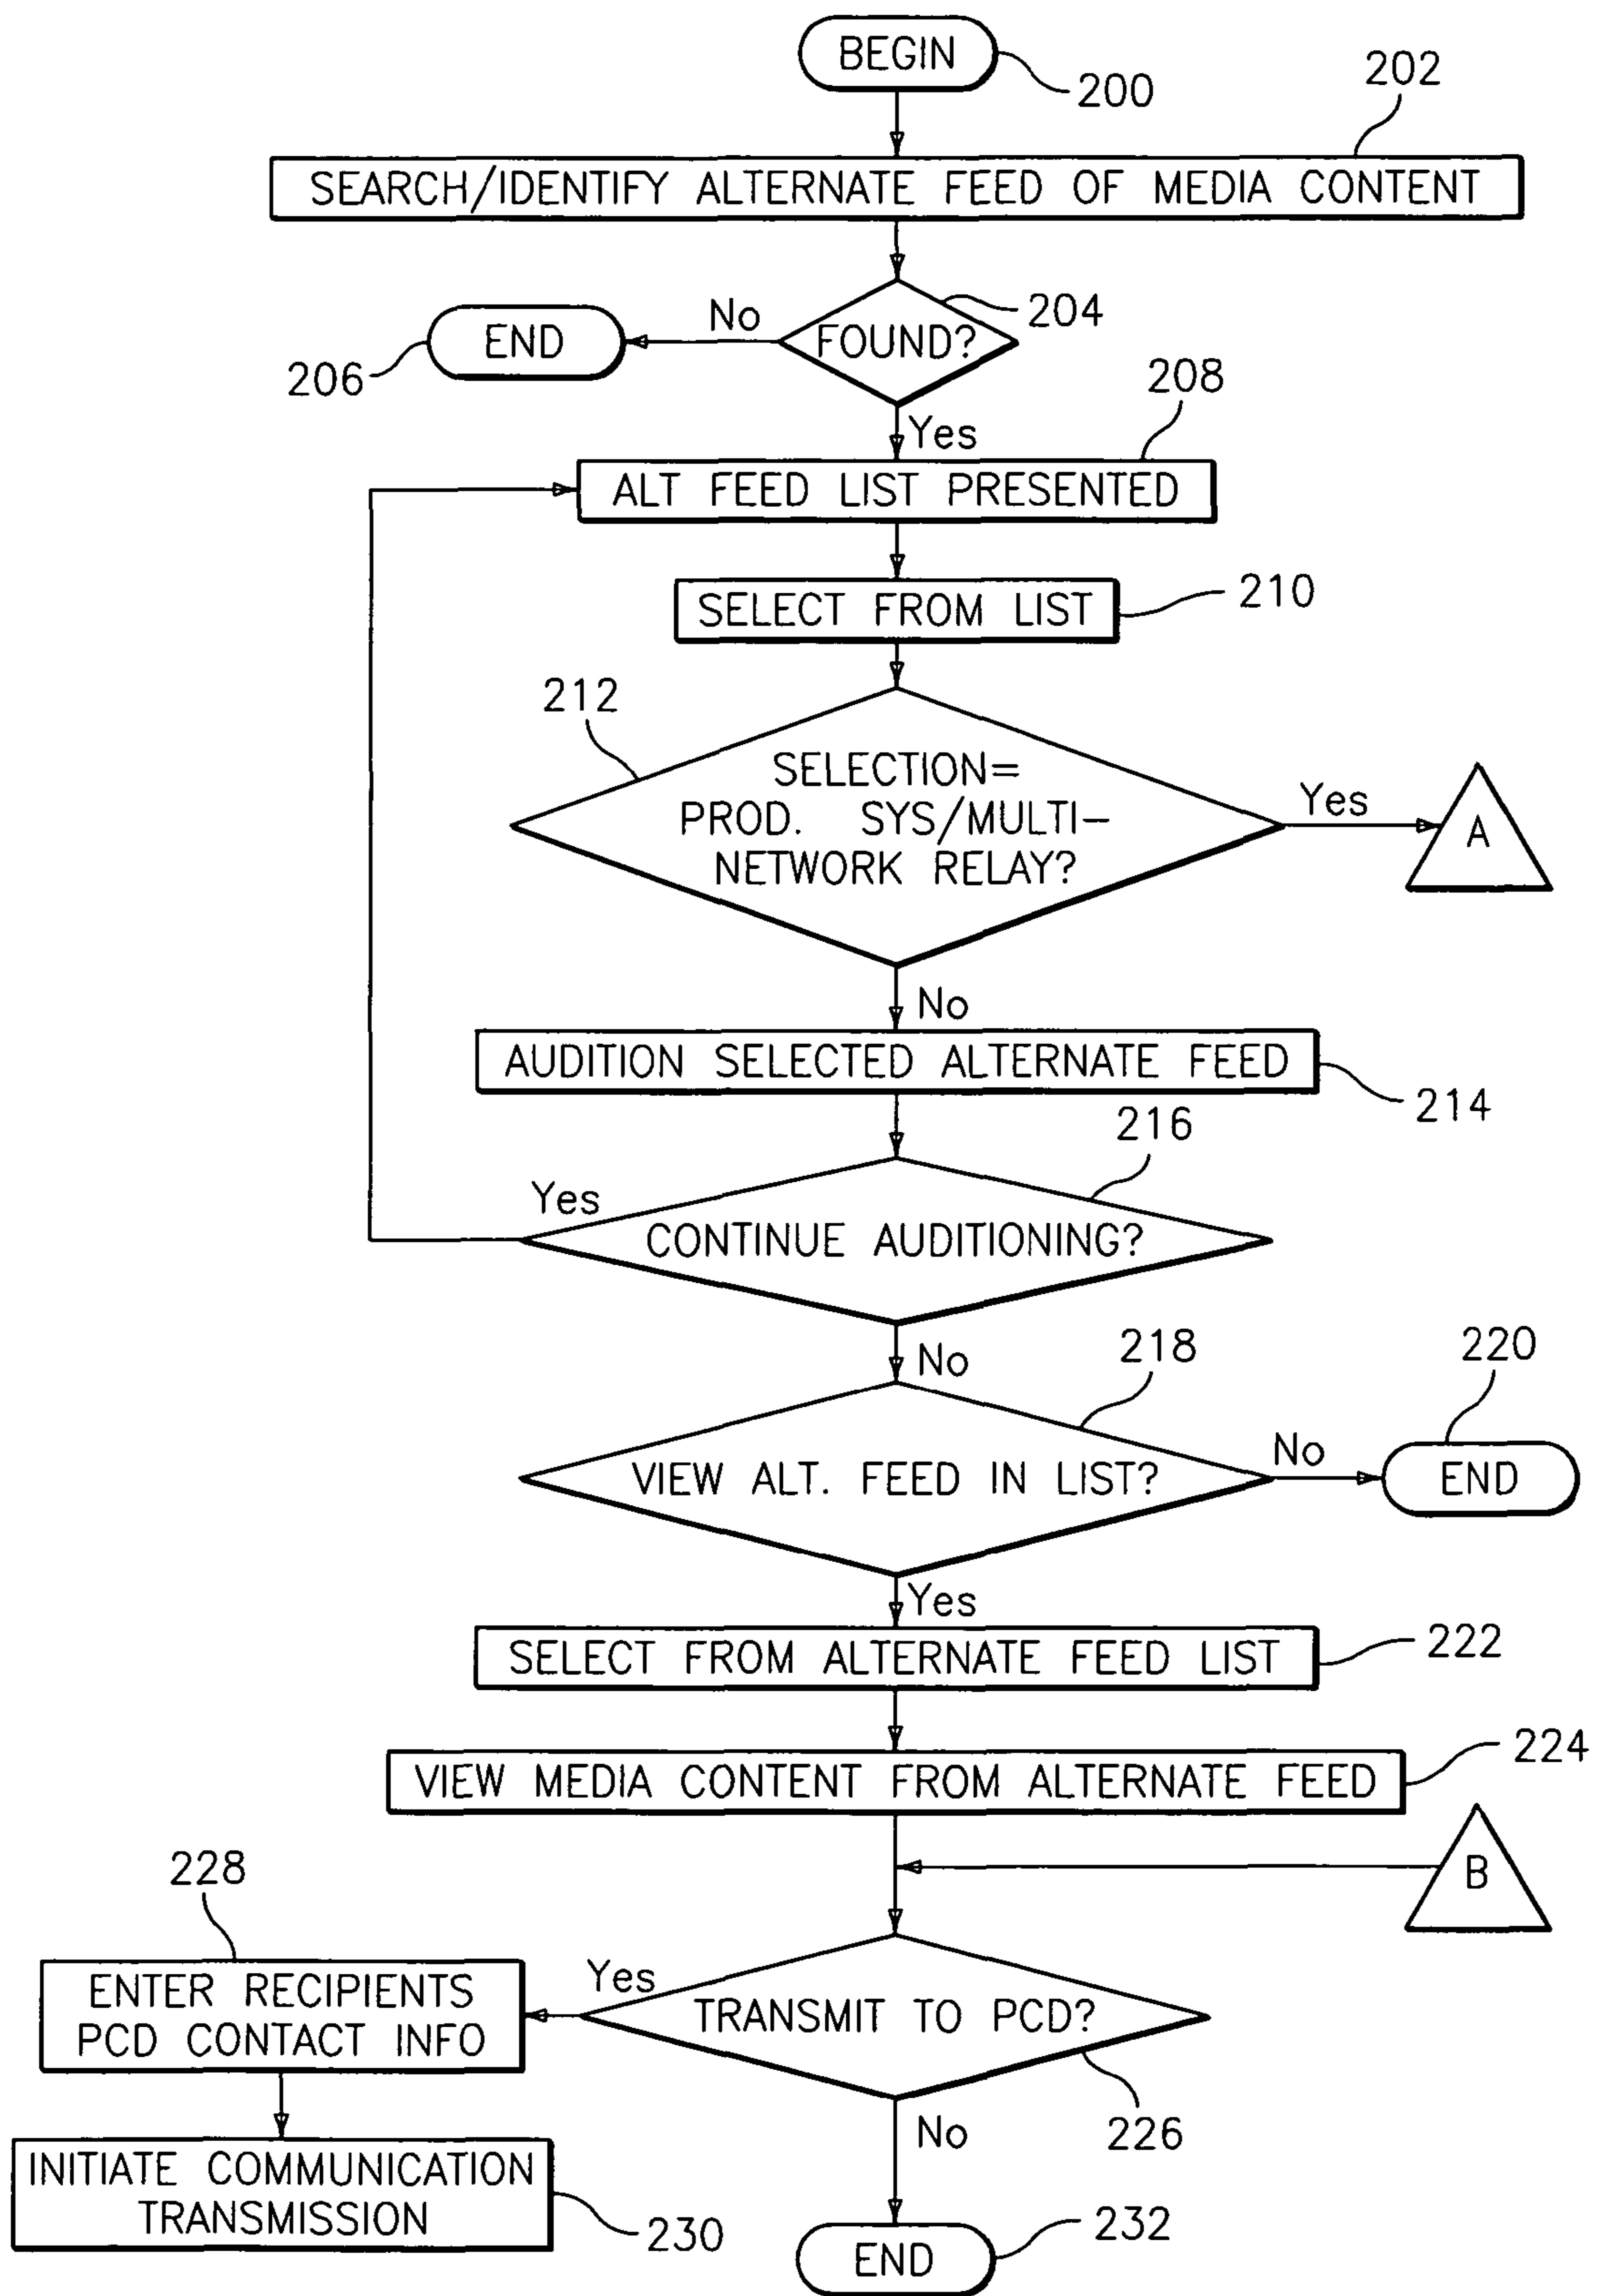 BEGIN
200
202
SEARCH/IDENTIFY ALTERNATE FEED OF MEDIA CONTENT
204
No
FOUND?
END
206
208
Yes
ALT FEED LIST PRESENTED
210
SELECT FROM LIST
212
SELECTION=
PROD. SYS/MULTI-
NETWORK RELAY?
Yes
A
No
AUDITION SELECTED ALTERNATE FEED
214
216
Yes
CONTINUE AUDITIONING?
No
218
220
VIEW ALT. FEED IN LIST?
No
END
Yes
SELECT FROM ALTERNATE FEED LIST
222
224
VIEW MEDIA CONTENT FROM ALTERNATE FEED
B
228
ENTER RECIPIENTS
PCD CONTACT INFO
Yes
TRANSMIT TO PCD?
226
No
INITIATE COMMUNICATION
TRANSMISSION
230
232
END